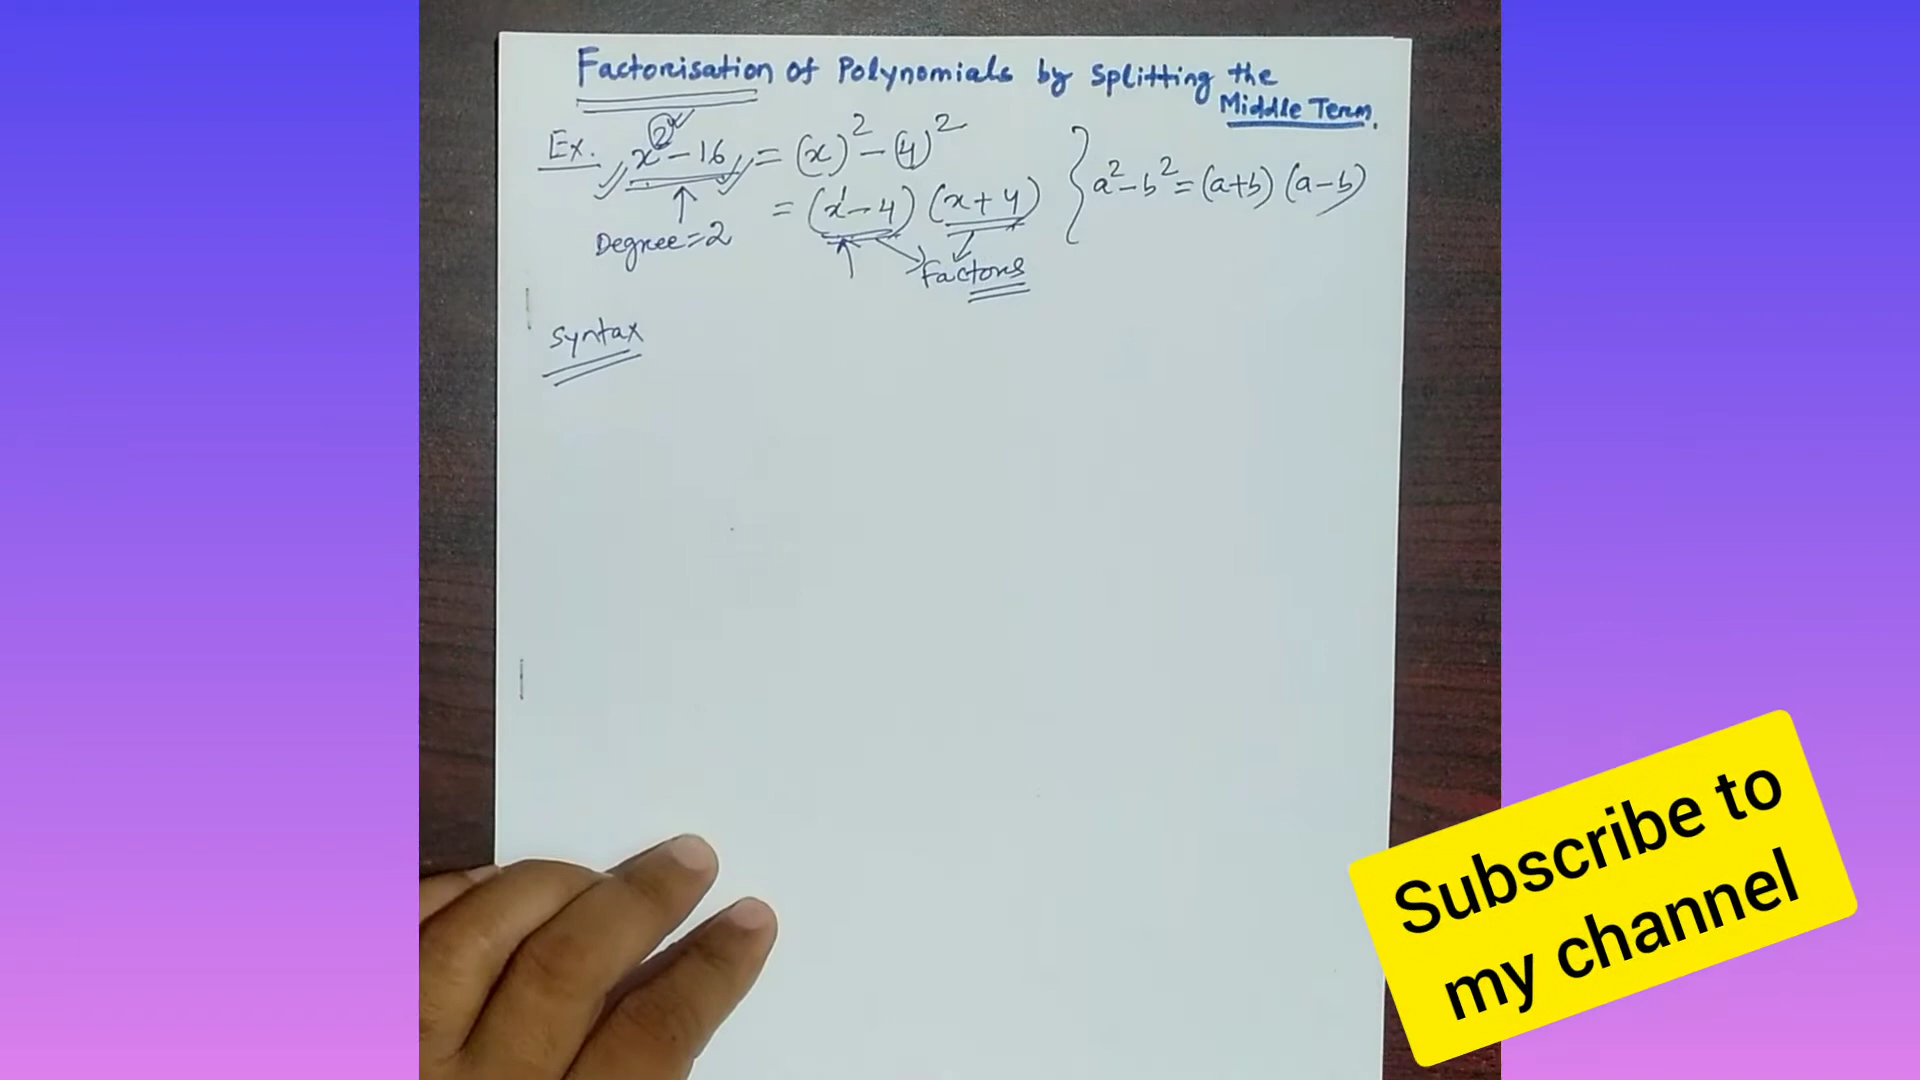 Factorisation of Polynomials by Splitting the
Middle Term.
Ex. x² - 16 = (x)² - (4)²
= (x - 4) (x + 4)
} a² - b² = (a+b) (a-b)
Degree = 2
Factors
Syntax
Subscribe to
my channel